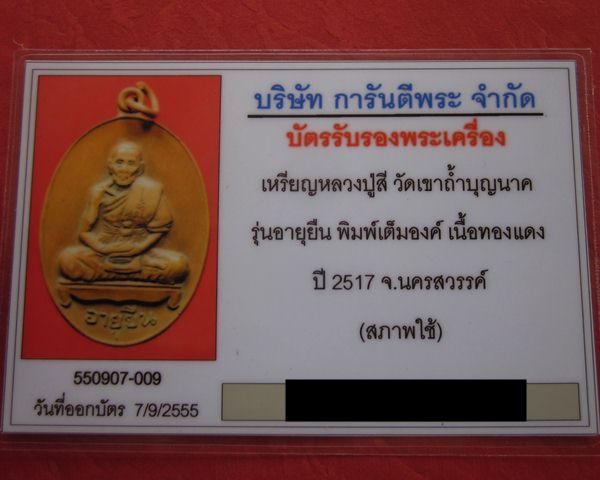 บริษัท การันตีพระ จำกัด
บัตรรับรองพระเครื่อง
เหรียญหลวงปู่สี วัดเขาถ้ำบุญนาค
รุ่นอายุยืน พิมพ์เต็มองค์ เนื้อทองแดง
ปี 2517 จ.นครสวรรค์
(สภาพใช้)
อายุยืน
550907-009
วันที่ออกบัตร 7/9/2555